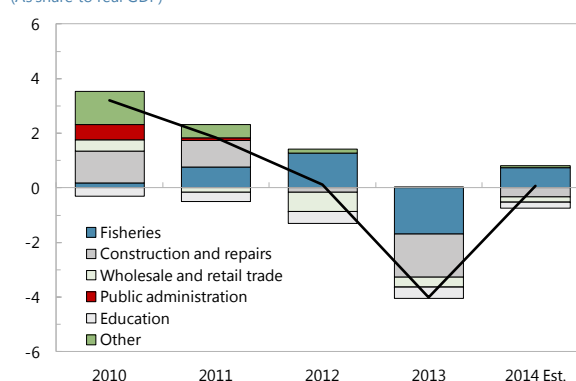 (As share to real GDP)
6
4
2
0
-2
-4
-6
Fisheries
Construction and repairs
Wholesale and retail trade
Public administration
Education
Other
2010 2011 2012 2013 2014 Est.